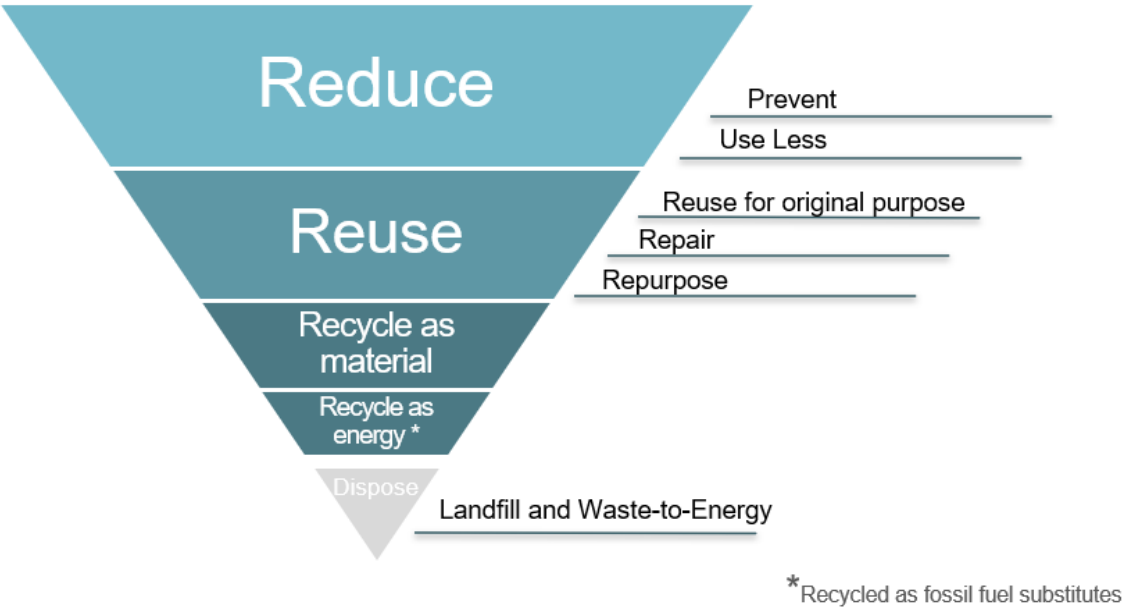 Reduce
Prevent
Use Less
Reuse
Reuse for original purpose
Repair
Repurpose
Recycle as
material
Recycle as
energy *
Dispose
Landfill and Waste-to-Energy
*Recycled as fossil fuel substitutes